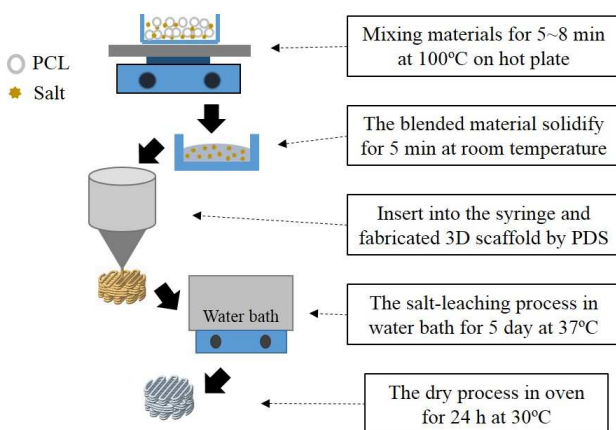 PCL
Salt
Mixing materials for 5~8 min
at 100ºC on hot plate
The blended material solidify
for 5 min at room temperature
Insert into the syringe and
fabricated 3D scaffold by PDS
Water bath
The salt-leaching process in
water bath for 5 day at 37ºC
The dry process in oven
for 24 h at 30ºC